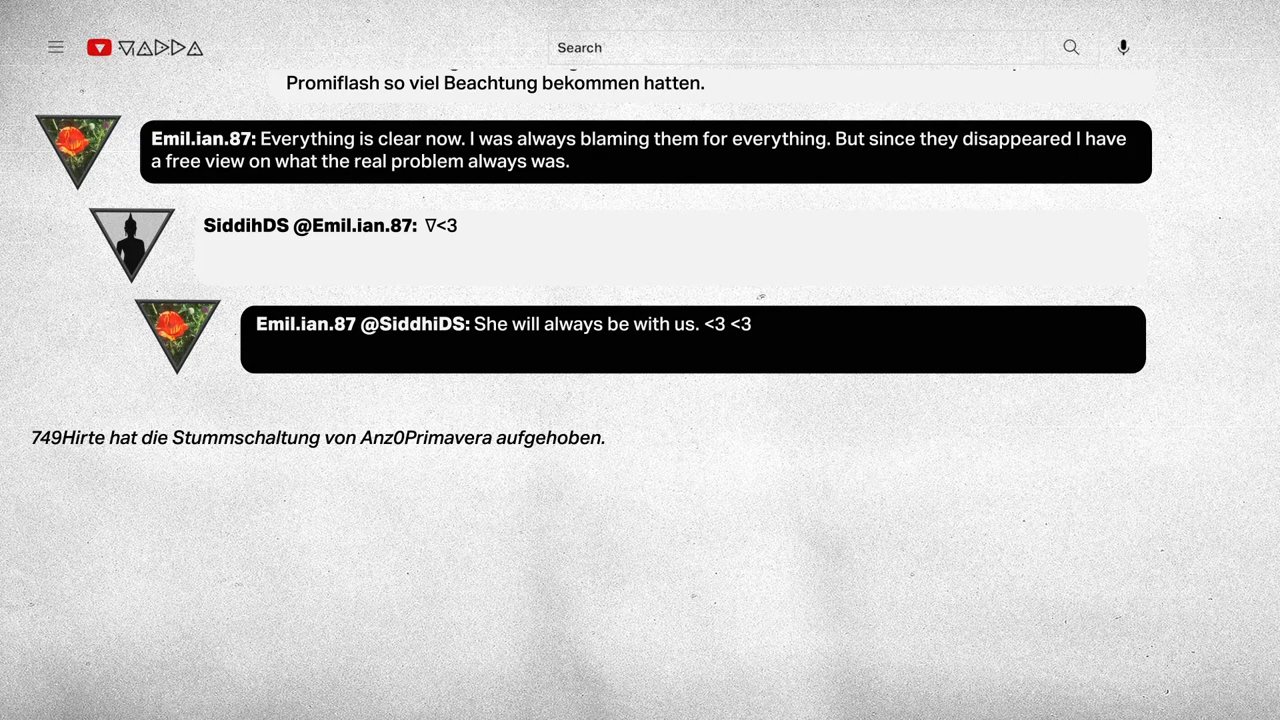 ∇△▷▷△
Search
Promiflash so viel Beachtung bekommen hatten.
Emil.ian.87: Everything is clear now. I was always blaming them for everything. But since they disappeared I have
a free view on what the real problem always was.
SiddihDS @Emil.ian.87: ∇<3
Emil.ian.87 @SiddhiDS: She will always be with us. <3 <3
749Hirte hat die Stummschaltung von Anz0Primavera aufgehoben.